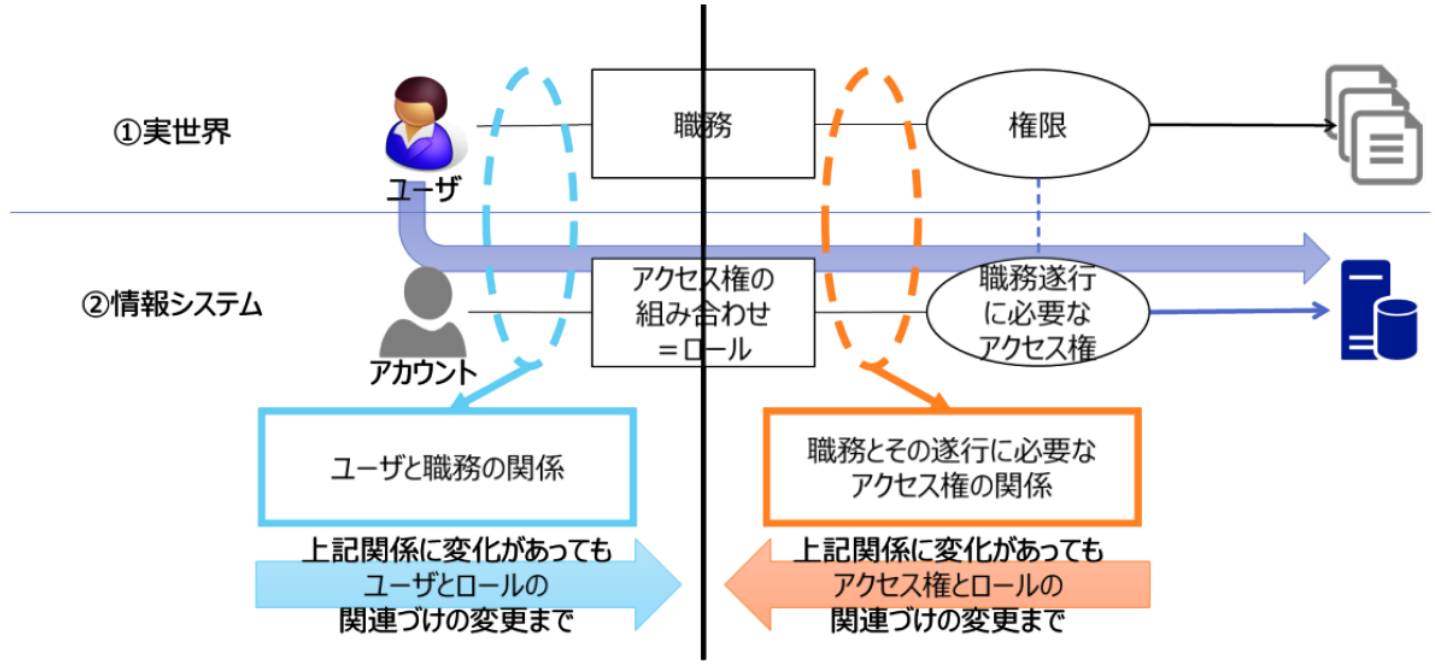 ①実世界
ユーザ
職務
権限
②情報システム
アカウント
アクセス権の
組み合わせ
＝ロール
職務遂行
に必要な
アクセス権
ユーザと職務の関係
職務とその遂行に必要な
アクセス権の関係
上記関係に変化があっても
ユーザとロールの
関連づけの変更まで
上記関係に変化があっても
アクセス権とロールの
関連づけの変更まで